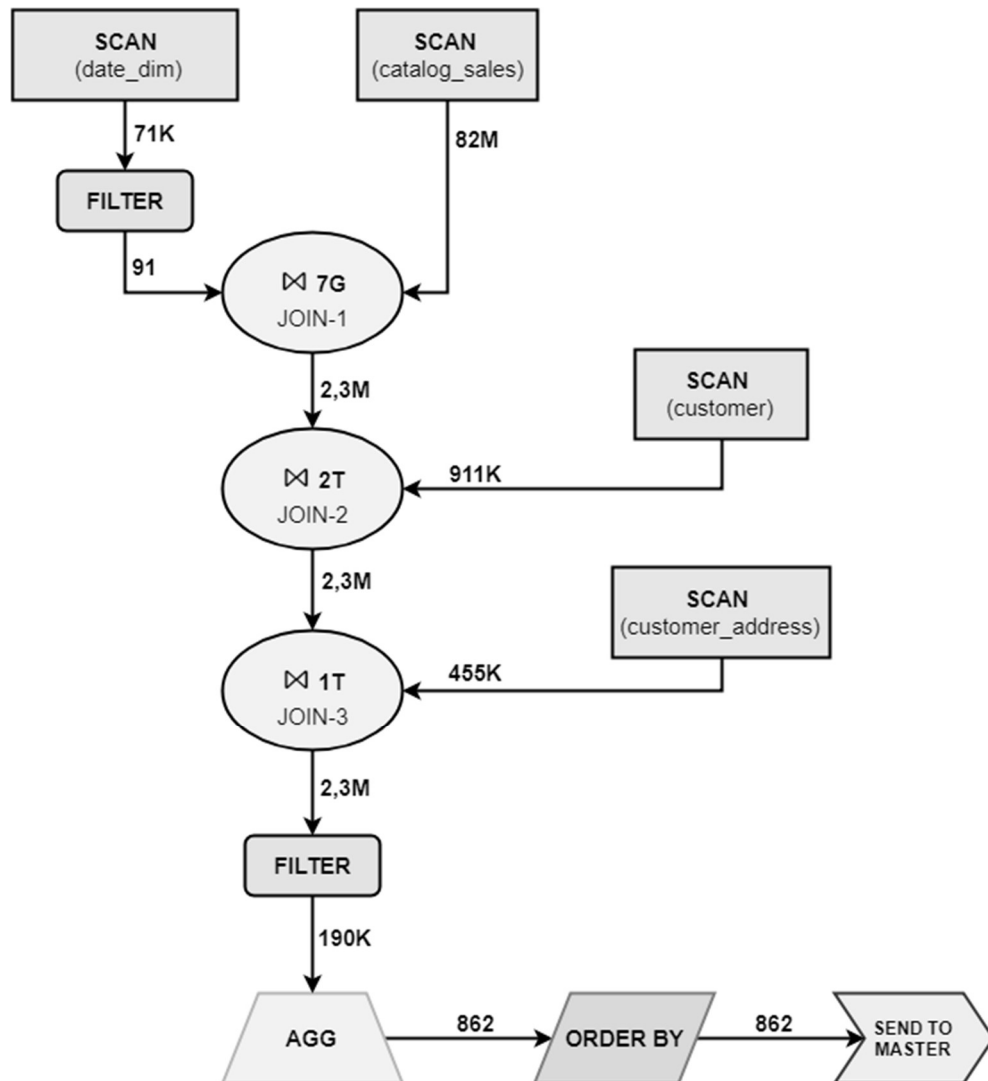 SCAN
(date_dim)
SCAN
(catalog_sales)
71K
82M
FILTER
91
⋈ 7G
JOIN-1
2,3M
SCAN
(customer)
911K
⋈ 2T
JOIN-2
2,3M
SCAN
(customer_address)
455K
⋈ 1T
JOIN-3
2,3M
FILTER
190K
AGG
862
ORDER BY
862
SEND TO
MASTER